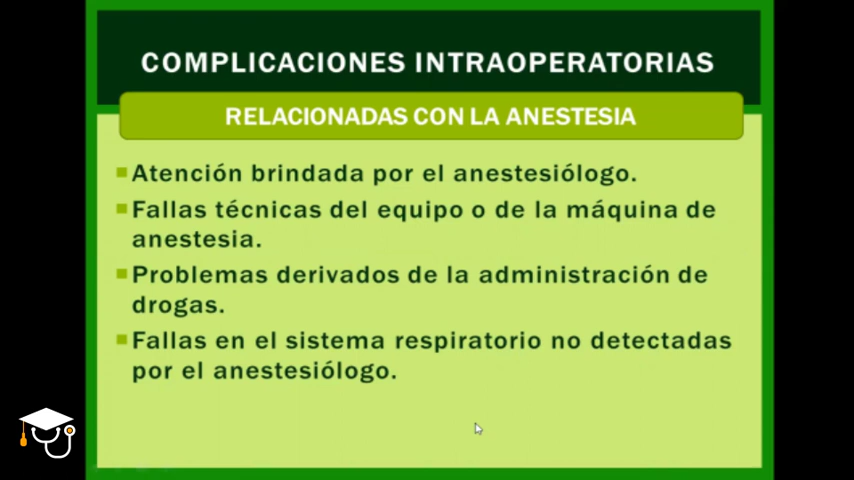 COMPLICACIONES INTRAOPERATORIAS
RELACIONADAS CON LA ANESTESIA
Atención brindada por el anestesiólogo.
Fallas técnicas del equipo o de la máquina de
anestesia.
Problemas derivados de la administración de
drogas.
Fallas en el sistema respiratorio no detectadas
por el anestesiólogo.